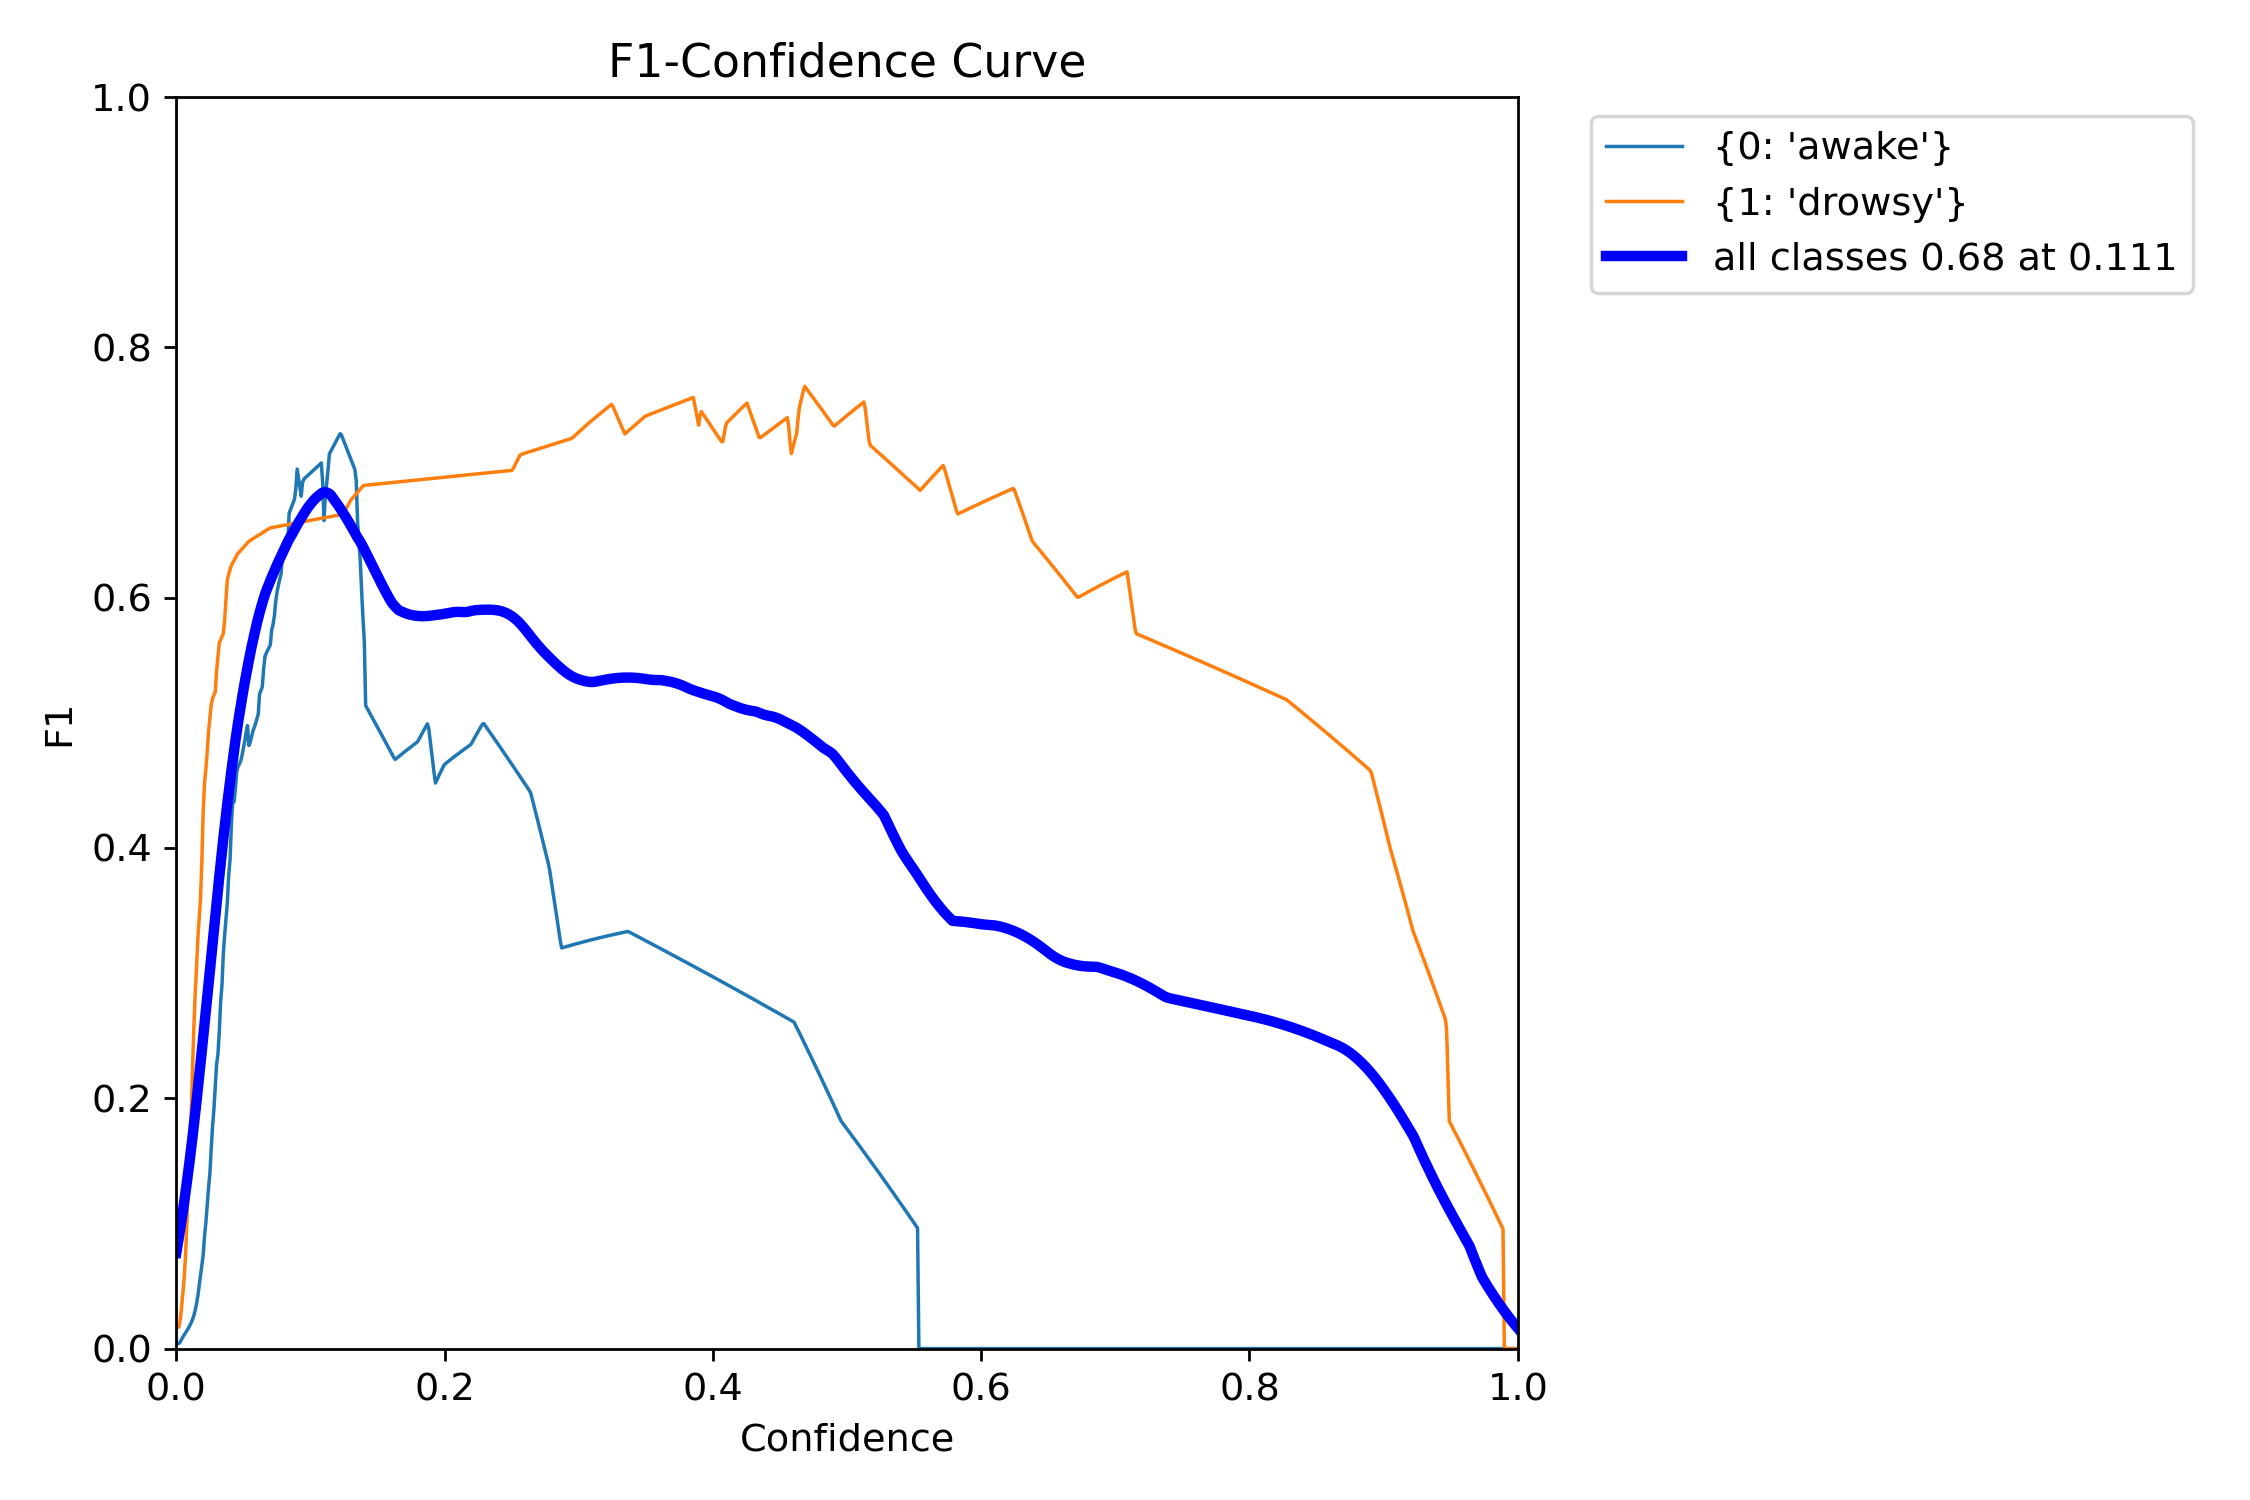 F1-Confidence Curve
1.0
0.8
0.6
0.4
0.2
0.0
F1
0.0 0.2 0.4 0.6 0.8 1.0
Confidence
{0: 'awake'}
{1: 'drowsy'}
all classes 0.68 at 0.111